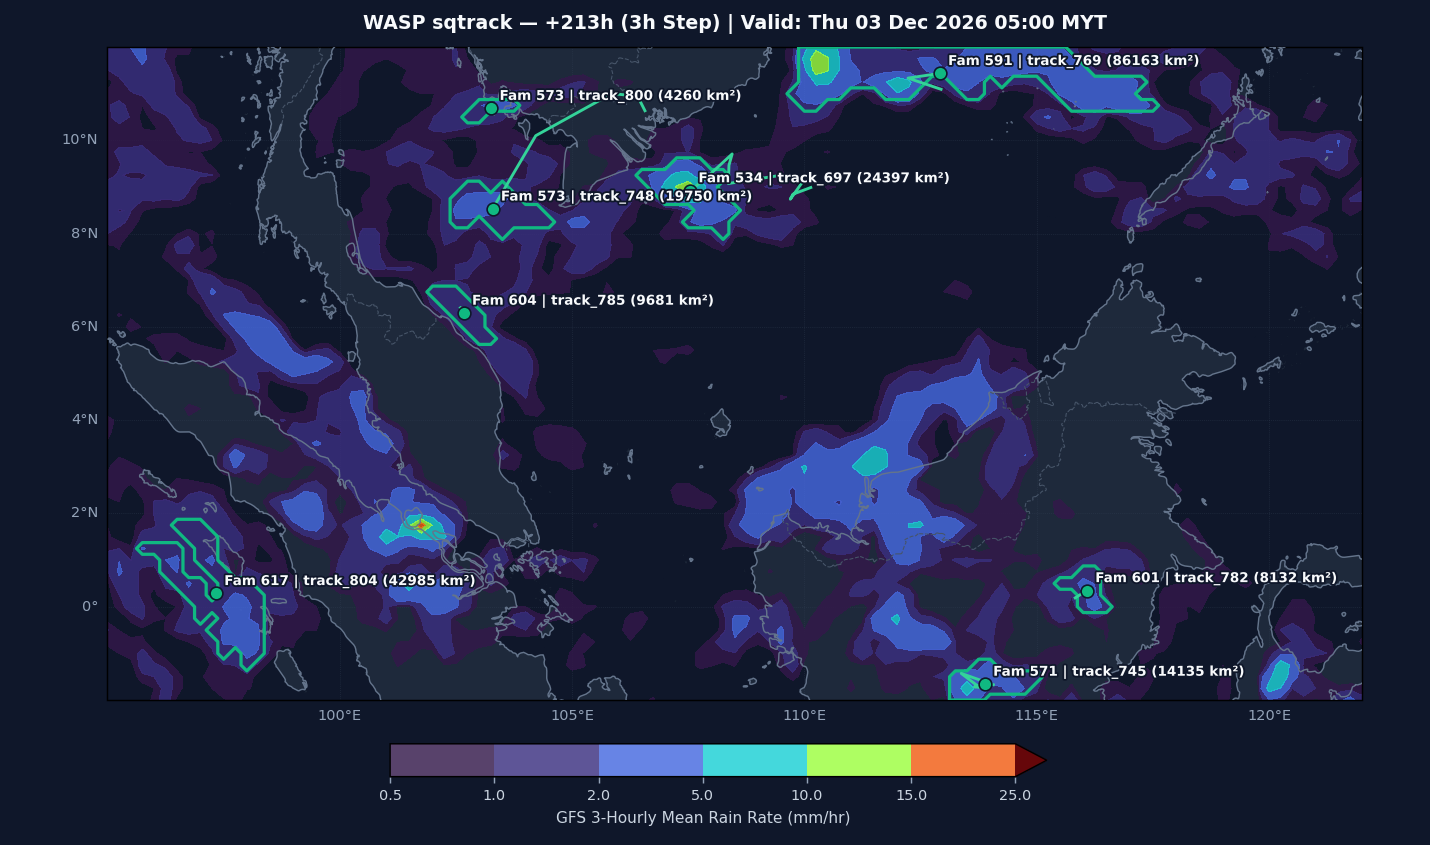 WASP sqtrack — +213h (3h Step) | Valid: Thu 03 Dec 2026 05:00 MYT
Fam 591 | track_769 (86163 km²)
Fam 573 | track_800 (4260 km²)
10°N
Fam 534 | track_697 (24397 km²)
Fam 573 | track_748 (19750 km²)
8°N
Fam 604 | track_785 (9681 km²)
6°N
4°N
2°N
Fam 617 | track_804 (42985 km²)
Fam 601 | track_782 (8132 km²)
0°
Fam 571 | track_745 (14135 km²)
100°E 105°E 110°E 115°E 120°E
0.5 1.0 2.0 5.0 10.0 15.0 25.0
GFS 3-Hourly Mean Rain Rate (mm/hr)